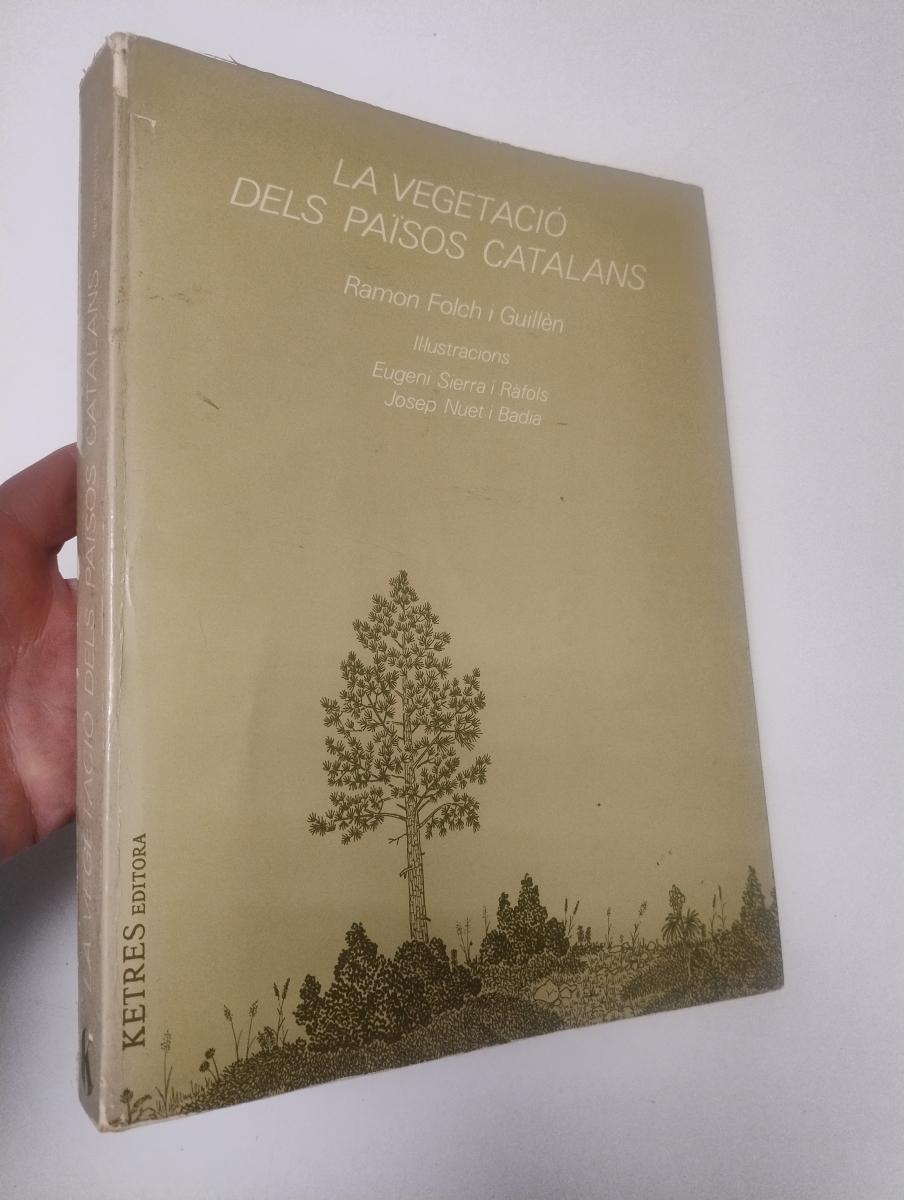 LA VEGETACIÓ
DELS PAÏSOS CATALANS
Ramon Folch i Guillèn
Il·lustracions
Eugeni Sierra i Ràfols
Josep Nuet i Badia
KETRES EDITORA
LA VEGETACIÓ DELS PAÏSOS CATALANS